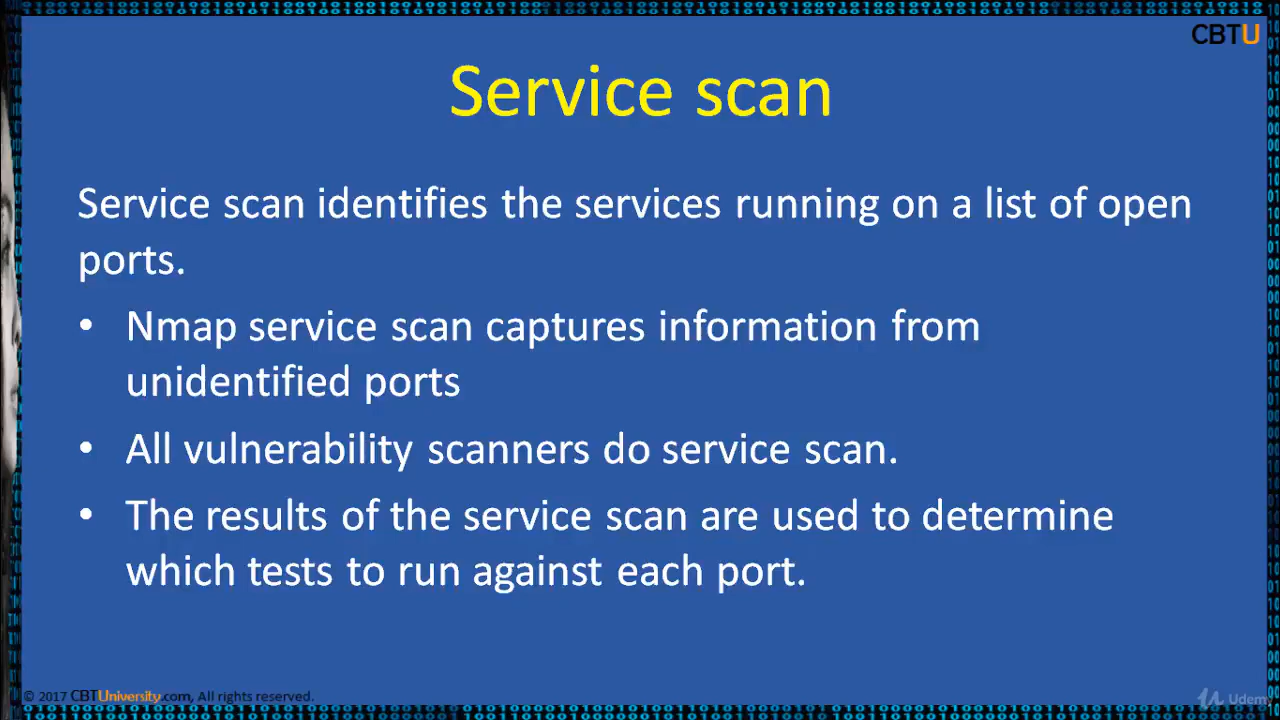 CBTU
Service scan
Service scan identifies the services running on a list of open
ports.
• Nmap service scan captures information from
unidentified ports
• All vulnerability scanners do service scan.
• The results of the service scan are used to determine
which tests to run against each port.
© 2017 CBTUniversity.com, All rights reserved.
Udemy